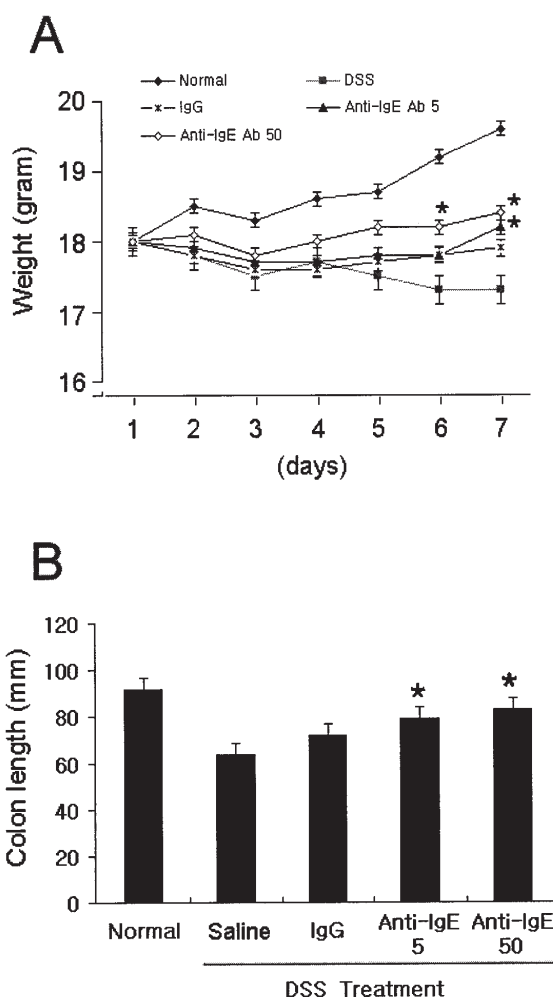 A
Normal DSS
IgG Anti-IgE Ab 5
Anti-IgE Ab 50
20
19
18
17
16
Weight (gram)
*
*
*
1 2 3 4 5 6 7
(days)
B
120
100
80
60
40
20
0
Colon length (mm)
* *
Normal Saline IgG Anti-IgE Anti-IgE
5 50
DSS Treatment